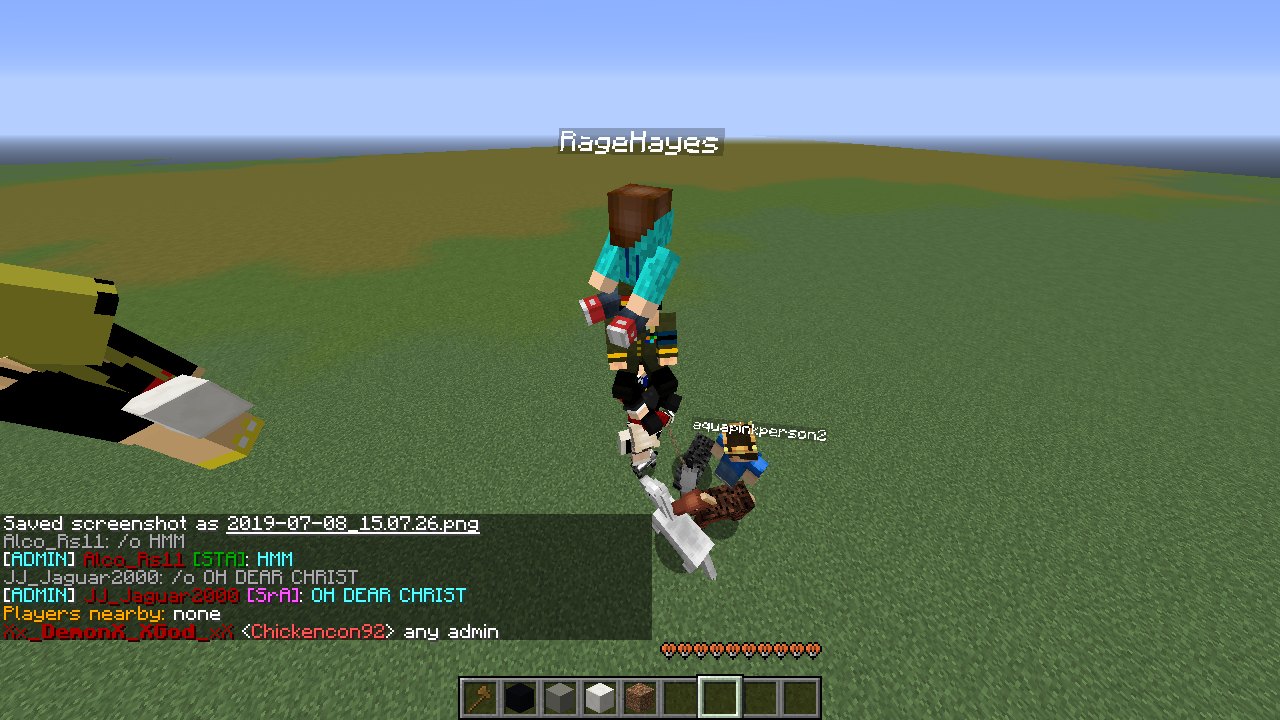 RageHayes
aquapinkperson2
Saved screenshot as 2019-07-08_15.07.26.png
Alco_Rs11: /o HMM
[ADMIN] Alco_Rs11 [STA]: HMM
JJ_Jaguar2000: /o OH DEAR CHRIST
[ADMIN] JJ_Jaguar2000 [SrA]: OH DEAR CHRIST
Players nearby: none
Xx_DemonX_XGod_xX <Chickencon92> any admin